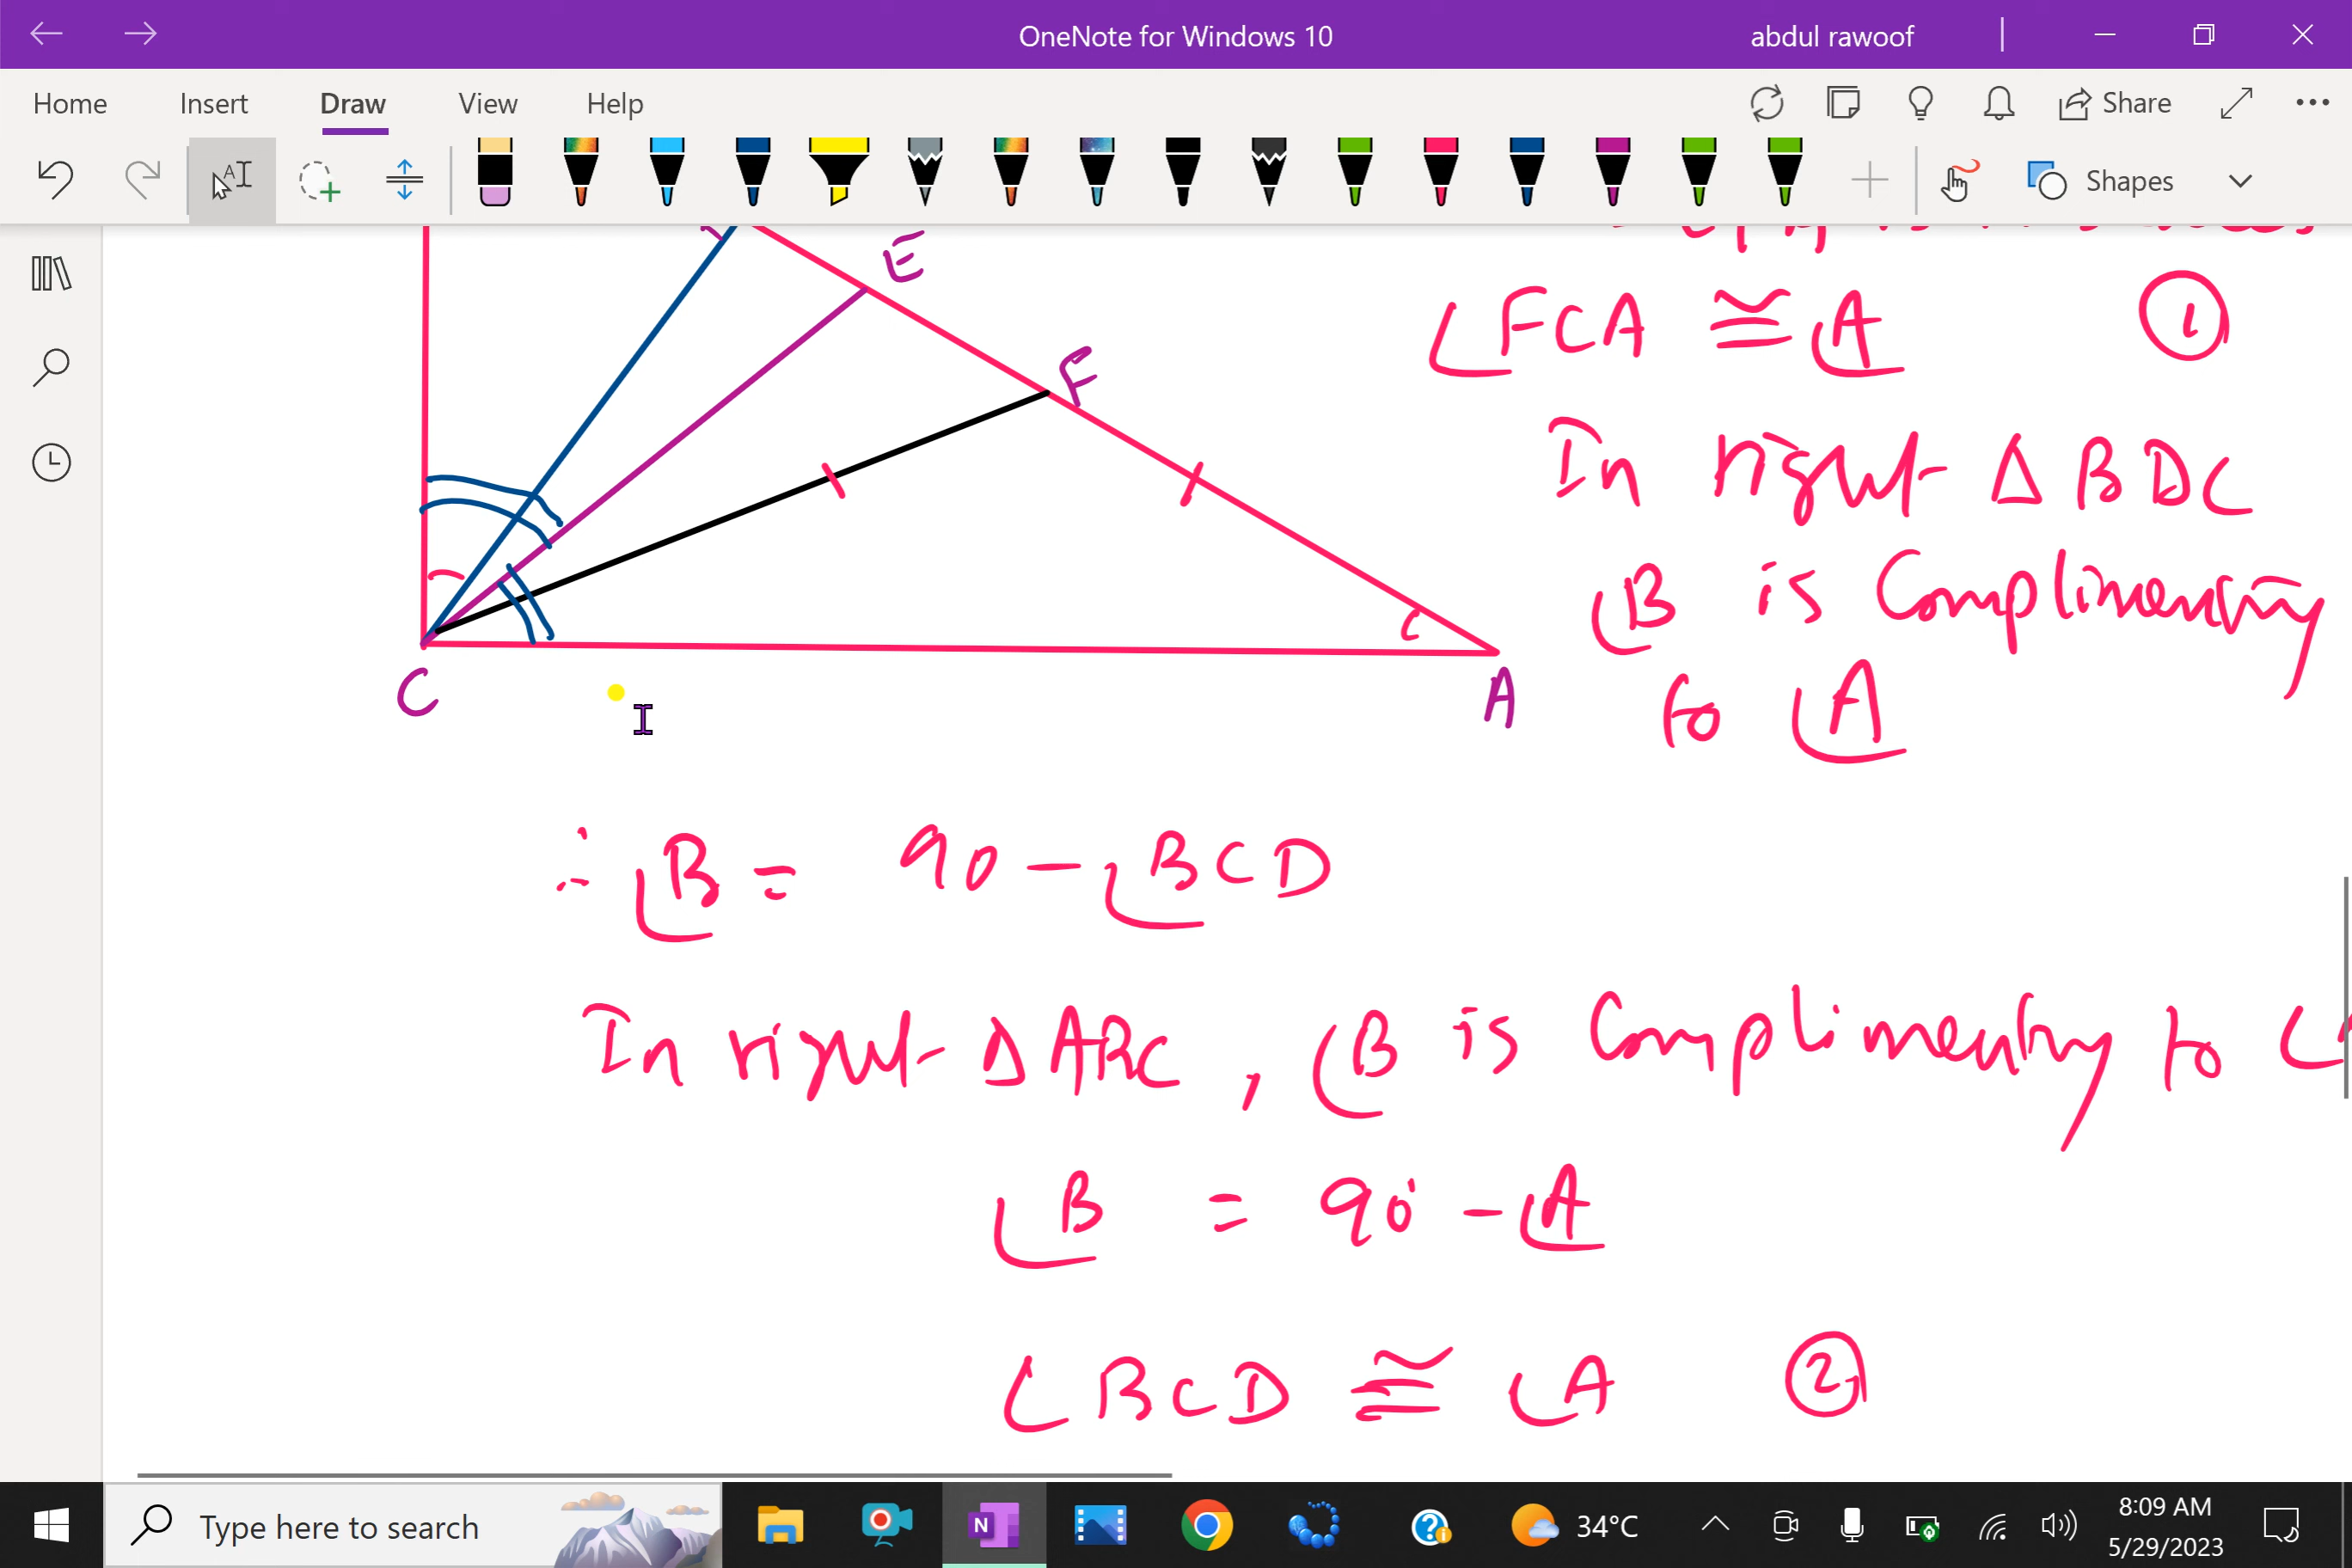 OneNote for Windows 10
abdul rawoof
Home Insert Draw View Help
Share
Shapes
E
∠FCA ≅ ∠A ①
F
In right Δ BDC
∠B is Complimentry
to ∠A
C
A
∴ ∠B = 90 - ∠BCD
In right Δ ABC, ∠B is Complimentry to ∠
∠B = 90° - ∠A
∠BCD ≅ ∠A ②
Type here to search
34°C
8:09 AM
5/29/2023